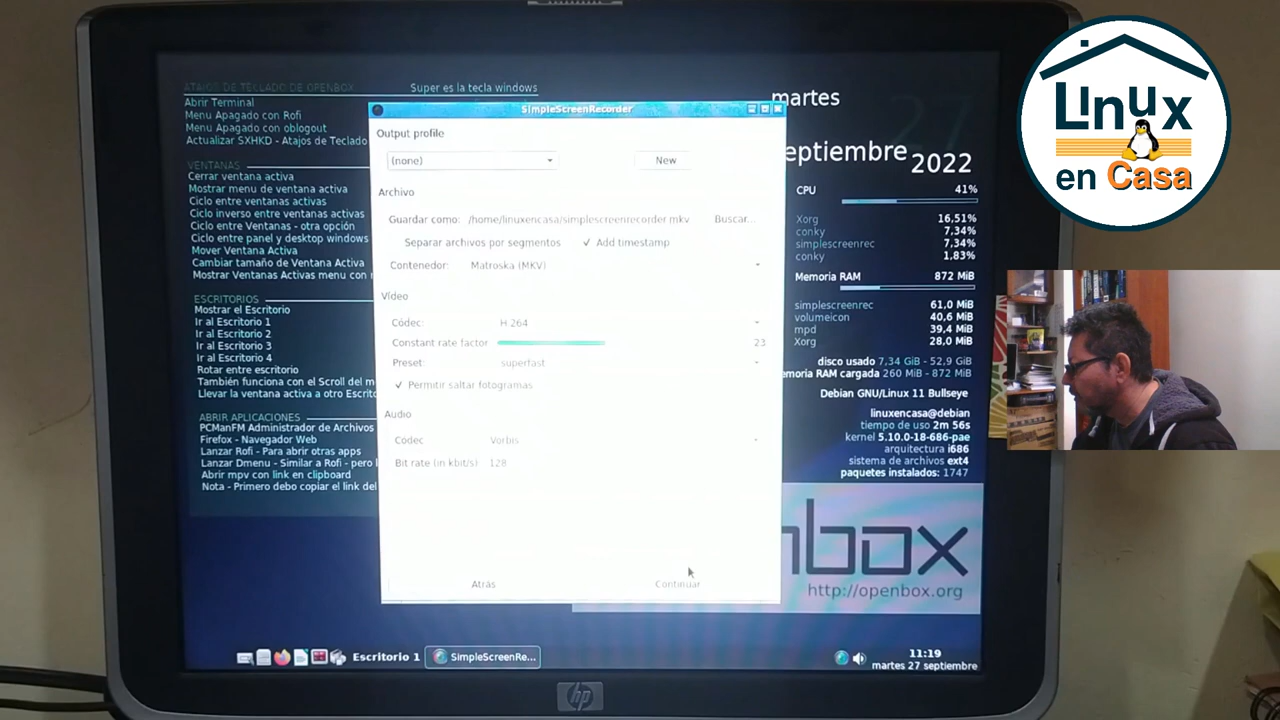 ATAJOS DE TECLADO DE OPENBOX
Super es la tecla windows
Abrir Terminal
Menu Apagado con Rofi
Menu Apagado con oblogout
Actualizar SXHKD - Atajos de Teclado
VENTANAS
Cerrar ventana activa
Mostrar menu de ventana activa
Ciclo entre ventanas activas
Ciclo inverso entre ventanas activas
Ciclo entre Ventanas - otra opción
Ciclo entre panel y desktop windows
Mover Ventana Activa
Cambiar tamaño de Ventana Activa
Mostrar Ventanas Activas menu con
ESCRITORIOS
Mostrar el Escritorio
Ir al Escritorio 1
Ir al Escritorio 2
Ir al Escritorio 3
Ir al Escritorio 4
Rotar entre escritorio
También funciona con el Scroll del
Llevar la ventana activa a otro
ABRIR APLICACIONES
PCManFM Administrador de Archivos
Firefox - Navegador Web
Lanzar Rofi - Para abrir otras apps
Lanzar Dmenu - Similar a Rofi -
Abrir mpv con link en clipboard
Nota - Primero debo copiar el link del
SimpleScreenRecorder
Output profile
(none)
New
Archivo
Guardar como: /home/linuxencasa/simplescreenrecorder.mkv Buscar...
Separar archivos por segmentos ✓ Add timestamp
Contenedor: Matroska (MKV)
Vídeo
Códec: H.264
Constant rate factor 23
Preset: superfast
✓ Permitir saltar fotogramas
Audio
Códec Vorbis
Bit rate (in kbit/s) 128
Atrás
Continuar
martes
27
eptiembre 2022
CPU 41%
Xorg 16,51%
conky 7,34%
simplescreenrec 7,34%
conky 1,83%
Memoria RAM 872 MiB
simplescreenrec 61,0 MiB
volumeicon 40,6 MiB
mpd 39,4 MiB
Xorg 28,0 MiB
disco usado 7,34 GiB - 52,9 GiB
emoria RAM cargada 260 MiB - 872 MiB
Debian GNU/Linux 11 Bullseye
linuxencasa@debian
tiempo de uso 2m 56s
kernel 5.10.0-18-686-pae
arquitectura i686
sistema de archivos ext4
paquetes instalados: 1747
nbox
http://openbox.org
Escritorio 1
SimpleScreenRe...
11:19
martes 27 septiembre
hp
Linux
en Casa